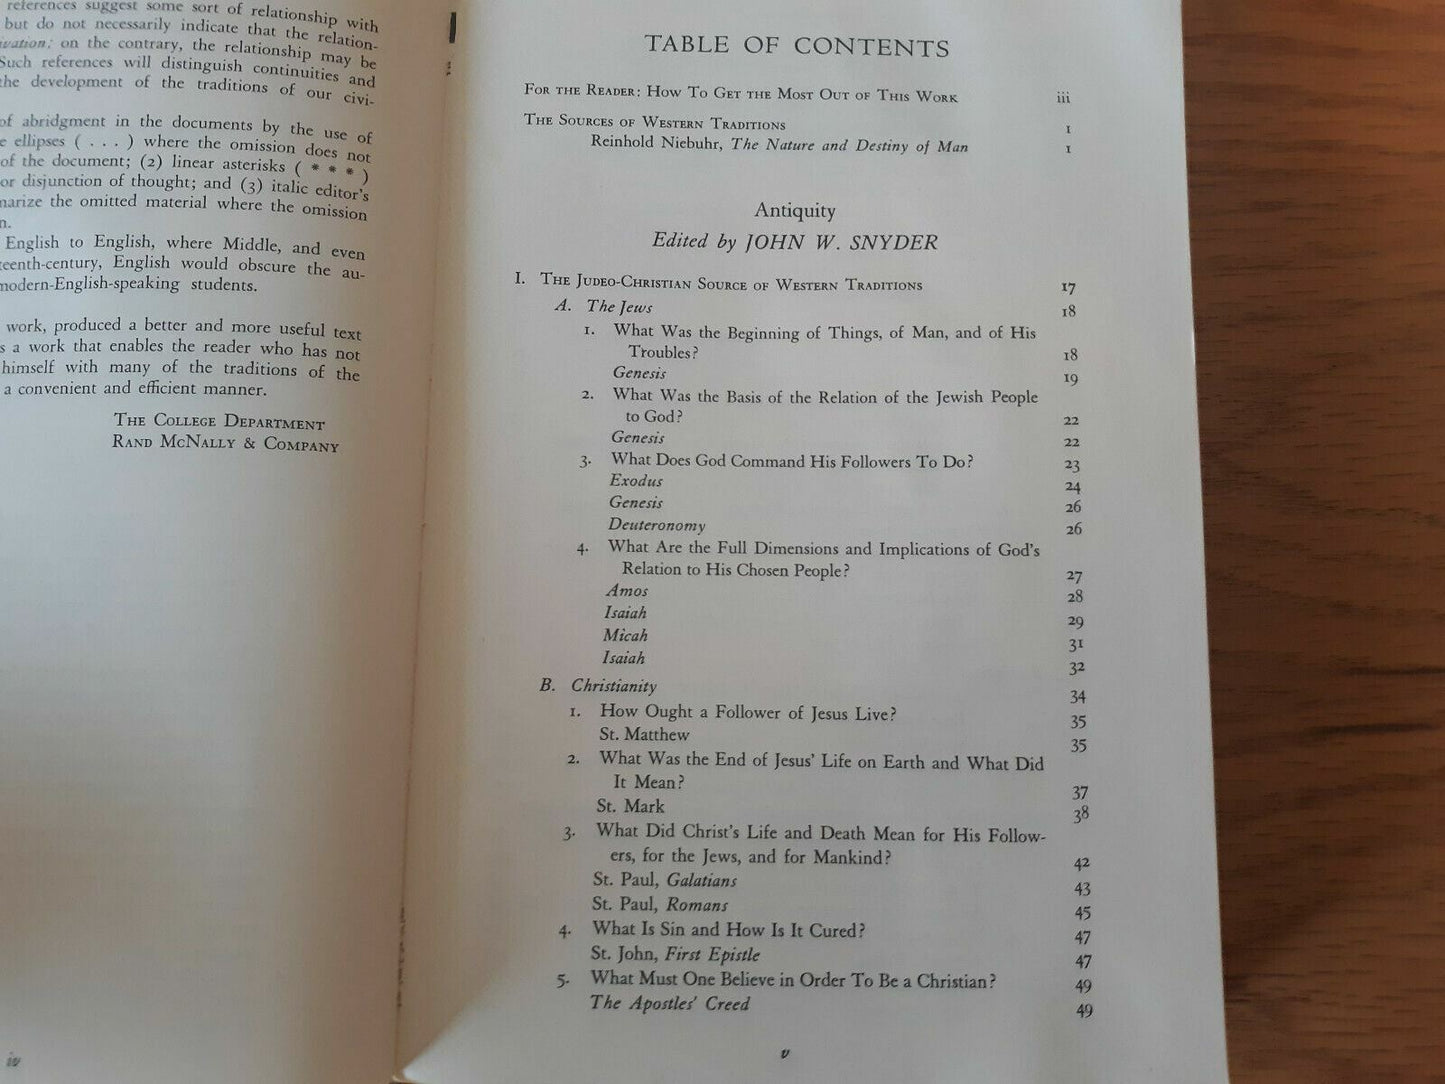 references suggest some sort of relationship with
but do not necessarily indicate that the relation-
on the contrary, the relationship may be
Such references will distinguish continuities and
the development of the traditions of our civi-
of abridgment in the documents by the use of
ellipses ( . . . ) where the omission does not
of the document; (2) linear asterisks ( * * * )
or disjunction of thought; and (3) italic editor's
the omitted material where the omission
English to English, where Middle, and even
English would obscure the au-
modern-English-speaking students.
work, produced a better and more useful text
s a work that enables the reader who has not
himself with many of the traditions of the
a convenient and efficient manner.
THE COLLEGE DEPARTMENT
RAND MCNALLY & COMPANY
iv
TABLE OF CONTENTS
FOR THE READER: HOW TO GET THE MOST OUT OF THIS WORK iii
THE SOURCES OF WESTERN TRADITIONS 1
Reinhold Niebuhr, The Nature and Destiny of Man 1
Antiquity
Edited by JOHN W. SNYDER
I. THE JUDEO-CHRISTIAN SOURCE OF WESTERN TRADITIONS 17
A. The Jews 18
1. What Was the Beginning of Things, of Man, and of His
Troubles? 18
Genesis 19
2. What Was the Basis of the Relation of the Jewish People
to God? 22
Genesis 22
3. What Does God Command His Followers To Do? 23
Exodus 24
Genesis 26
Deuteronomy 26
4. What Are the Full Dimensions and Implications of God's
Relation to His Chosen People? 27
Amos 28
Isaiah 29
Micah 31
Isaiah 32
B. Christianity 34
1. How Ought a Follower of Jesus Live? 35
St. Matthew 35
2. What Was the End of Jesus' Life on Earth and What Did
It Mean? 37
St. Mark 38
3. What Did Christ's Life and Death Mean for His Follow-
ers, for the Jews, and for Mankind? 42
St. Paul, Galatians 43
St. Paul, Romans 45
4. What Is Sin and How Is It Cured? 47
St. John, First Epistle 47
5. What Must One Believe in Order To Be a Christian? 49
The Apostles' Creed 49
v